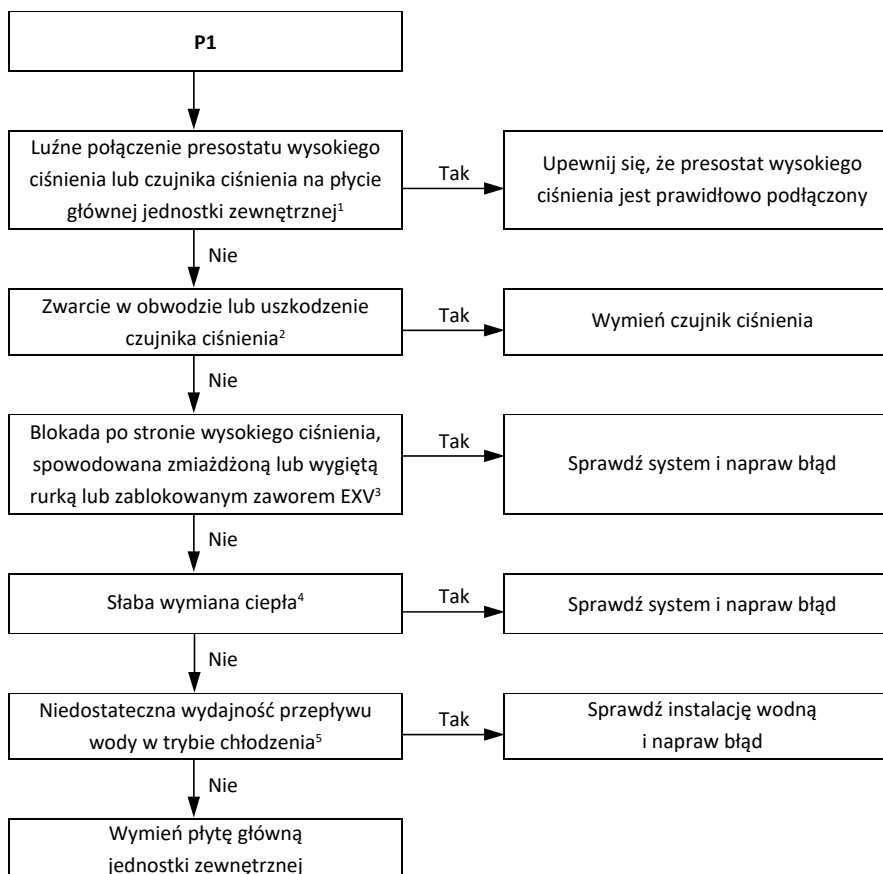 P1
Luźne połączenie presostatu wysokiego
ciśnienia lub czujnika ciśnienia na płycie
głównej jednostki zewnętrznej¹
Tak
Upewnij się, że presostat wysokiego
ciśnienia jest prawidłowo podłączony
Nie
Zwarcie w obwodzie lub uszkodzenie
czujnika ciśnienia²
Tak
Wymień czujnik ciśnienia
Nie
Blokada po stronie wysokiego ciśnienia,
spowodowana zmiażdżoną lub wygiętą
rurką lub zablokowanym zaworem EXV³
Tak
Sprawdź system i napraw błąd
Nie
Słaba wymiana ciepła⁴
Tak
Sprawdź system i napraw błąd
Nie
Niedostateczna wydajność przepływu
wody w trybie chłodzenia⁵
Tak
Sprawdź instalację wodną
i napraw błąd
Nie
Wymień płytę główną
jednostki zewnętrznej